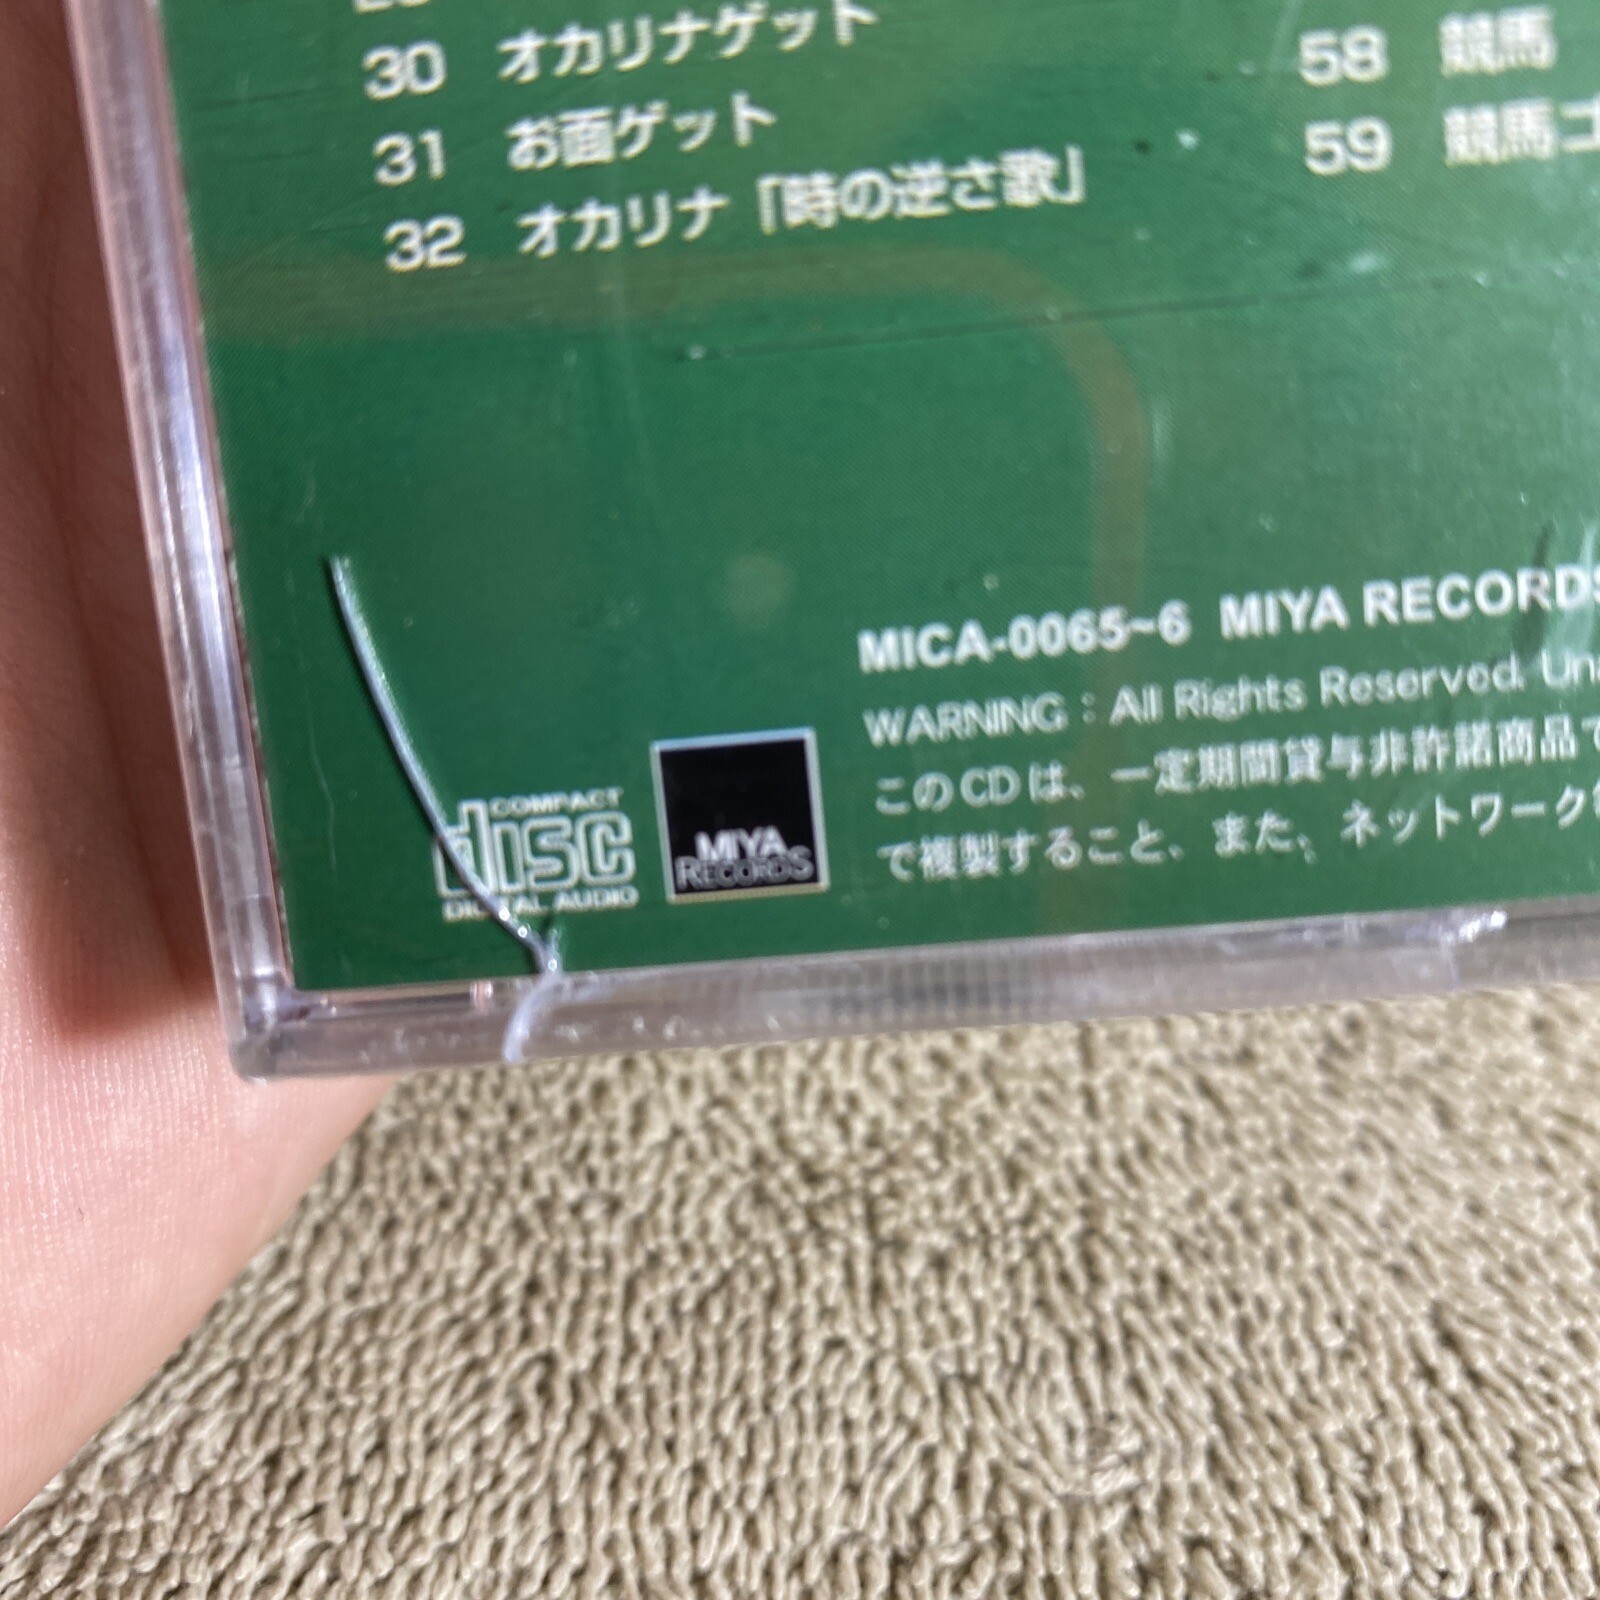 30 オカリナゲット
31 お面ゲット
32 オカリナ「時の逆さ歌」
58 競馬
59 競馬ゴ
COMPACT
disc
DIGITAL AUDIO
MIYA
RECORDS
MICA-0065~6 MIYA RECORDS
WARNING : All Rights Reserved. Una
このCDは、一定期間貸与非許諾商品で
で複製すること、また、ネットワーク